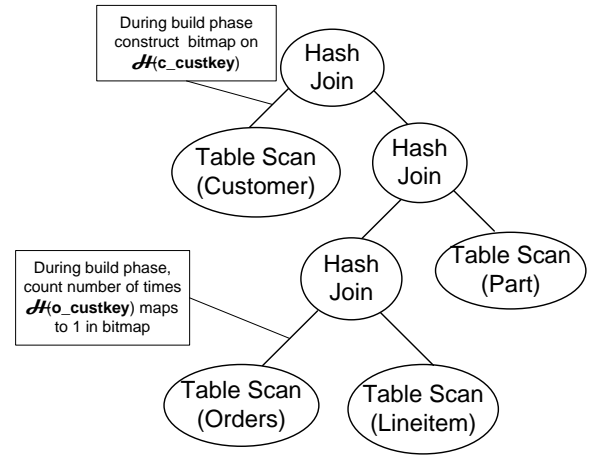 During build phase
construct bitmap on
ℋ(c_custkey)
Hash
Join
Table Scan
(Customer)
Hash
Join
During build phase,
count number of times
ℋ(o_custkey) maps
to 1 in bitmap
Hash
Join
Table Scan
(Part)
Table Scan
(Orders)
Table Scan
(Lineitem)